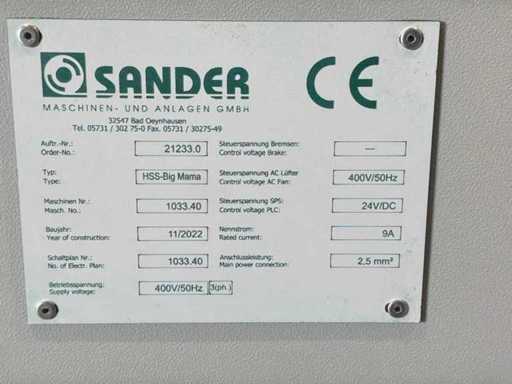 SANDER
CE
MASCHINEN- UND ANLAGEN GMBH
32547 Bad Oeynhausen
Tel. 05731 / 302 75-0 Fax. 05731 / 30275-49
Auftr.-Nr.:
Order-No.:
21233.0
Steuerspannung Bremsen:
Control voltage Brake:
—
Typ:
Type:
HSS-Big Mama
Steuerspannung AC Lüfter
Control voltage AC Fan:
400V/50Hz
Maschinen Nr.:
Masch. No.:
1033.40
Steuerspannung SPS:
Control voltage PLC:
24V/DC
Baujahr:
Year of construction:
11/2022
Nennstrom:
Rated current:
9A
Schaltplan Nr.:
No. of Electr. Plan:
1033.40
Anschlussleistung:
Main power connection:
2,5 mm²
Betriebsspannung:
Supply voltage:
400V/50Hz
3(ph.)